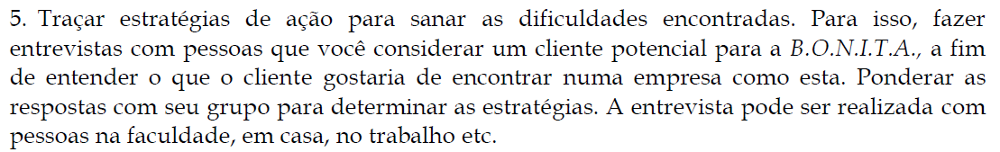 5. Traçar estratégias de ação para sanar as dificuldades encontradas. Para isso, fazer
entrevistas com pessoas que você considerar um cliente potencial para a B.O.N.I.T.A., a fim
de entender o que o cliente gostaria de encontrar numa empresa como esta. Ponderar as
respostas com seu grupo para determinar as estratégias. A entrevista pode ser realizada com
pessoas na faculdade, em casa, no trabalho etc.